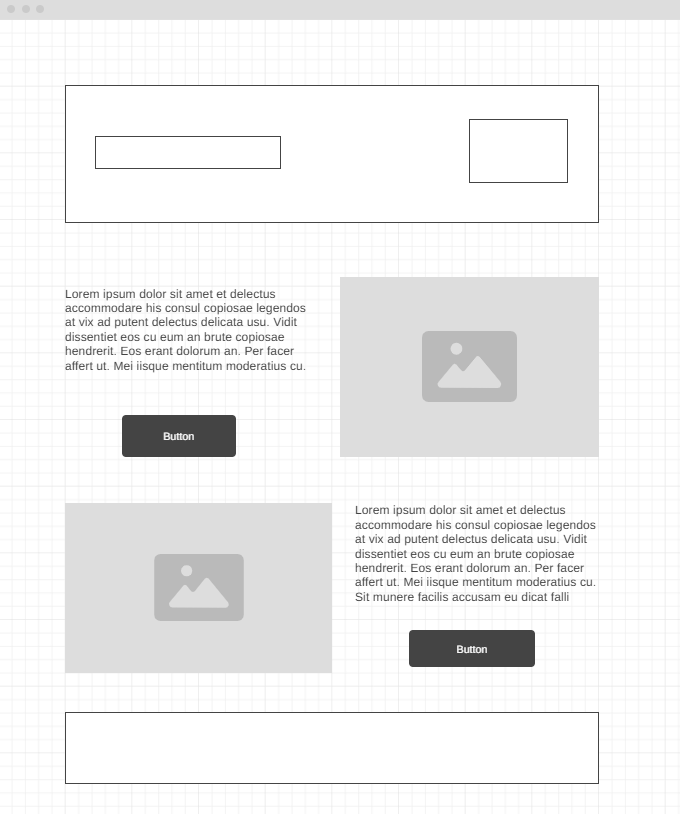 Lorem ipsum dolor sit amet et delectus
accommodare his consul copiosae legendos
at vix ad putent delectus delicata usu. Vidit
dissentiet eos cu eum an brute copiosae
hendrerit. Eos erant dolorum an. Per facer
affert ut. Mei iisque mentitum moderatius cu.
Button
Lorem ipsum dolor sit amet et delectus
accommodare his consul copiosae legendos
at vix ad putent delectus delicata usu. Vidit
dissentiet eos cu eum an brute copiosae
hendrerit. Eos erant dolorum an. Per facer
affert ut. Mei iisque mentitum moderatius cu.
Sit munere facilis accusam eu dicat falli
Button